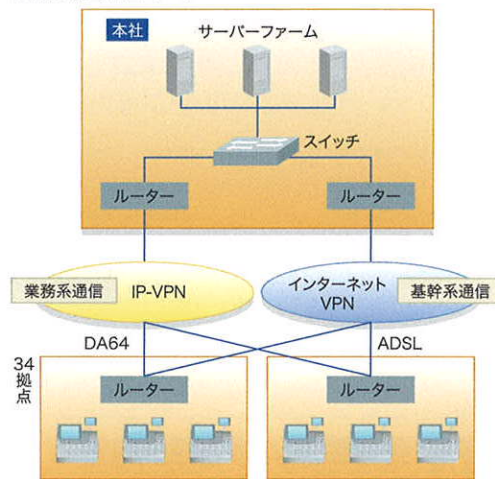 本社
サーバーファーム
スイッチ
ルーター
ルーター
業務系通信
IP-VPN
インターネット
VPN
基幹系通信
DA64
ADSL
34
拠
点
ルーター
ルーター